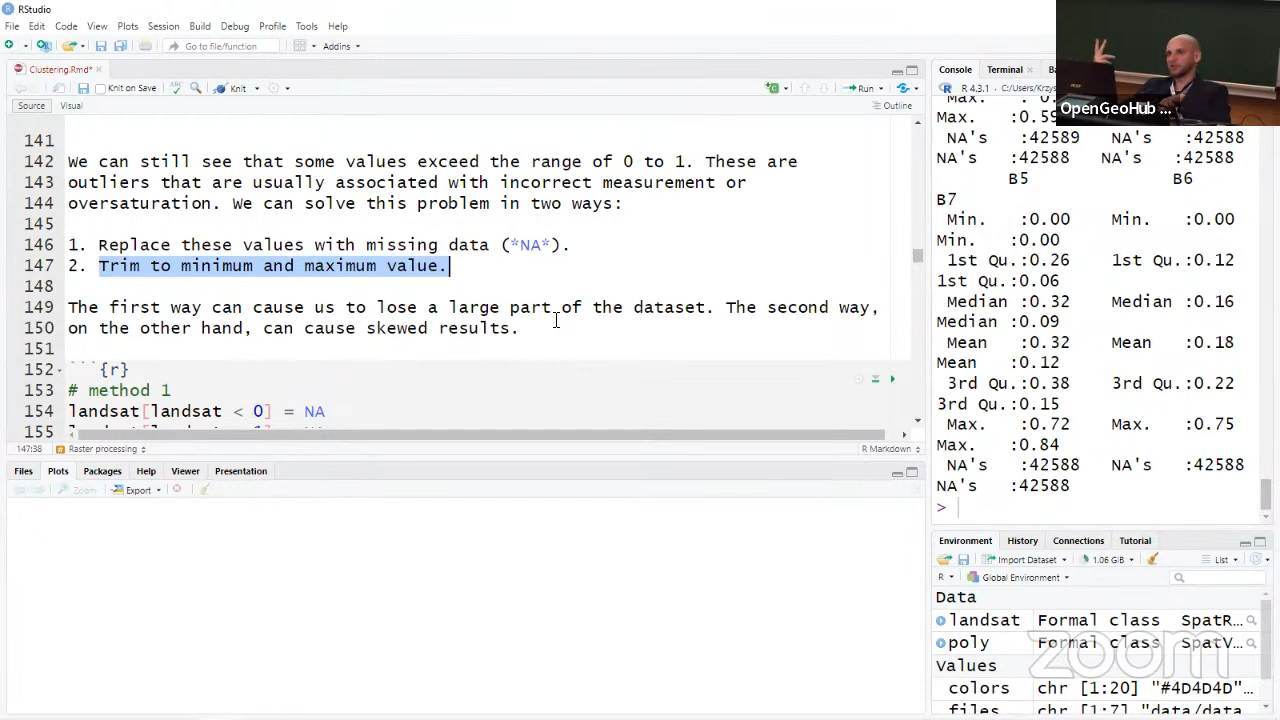 RStudio
File Edit Code View Plots Session Build Debug Profile Tools Help
Go to file/function Addins
Clustering.Rmd*
Knit on Save Knit Run
Source Visual Outline
141
142 We can still see that some values exceed the range of 0 to 1. These are
143 outliers that are usually associated with incorrect measurement or
144 oversaturation. We can solve this problem in two ways:
145
146 1. Replace these values with missing data (*NA*).
147 2. Trim to minimum and maximum value.
148
149 The first way can cause us to lose a large part of the dataset. The second way,
150 on the other hand, can cause skewed results.
151
152 ```{r}
153 # method 1
154 landsat[landsat < 0] = NA
155
147:38 Raster processing R Markdown
Files Plots Packages Help Viewer Presentation
Zoom Export
Console Terminal
R 4.3.1
OpenGeoHub ...
NA's :42589 NA's :42588
NA's :42588 NA's :42588
B5 B6
B7
Min. :0.00 Min. :0.00
Min. :0.00
1st Qu.:0.26 1st Qu.:0.12
1st Qu.:0.06
Median :0.32 Median :0.16
Median :0.09
Mean :0.32 Mean :0.18
Mean :0.12
3rd Qu.:0.38 3rd Qu.:0.22
3rd Qu.:0.15
Max. :0.72 Max. :0.75
Max. :0.84
NA's :42588 NA's :42588
NA's :42588
>
Environment History Connections Tutorial
Import Dataset 1.06 GiB List
R Global Environment
Data
landsat Formal class SpatR…
poly Formal class SpatV…
Values
colors chr [1:20] "#4D4D4D"…
files chr [1:7] "data/data
zoom